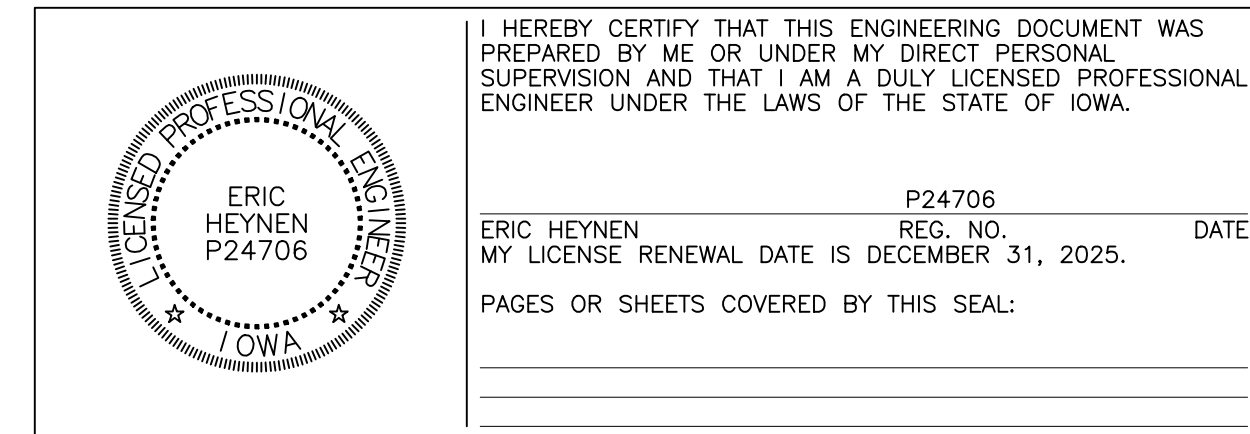 LICENSED PROFESSIONAL ENGINEER
IOWA
ERIC
HEYNEN
P24706
I HEREBY CERTIFY THAT THIS ENGINEERING DOCUMENT WAS
PREPARED BY ME OR UNDER MY DIRECT PERSONAL
SUPERVISION AND THAT I AM A DULY LICENSED PROFESSIONAL
ENGINEER UNDER THE LAWS OF THE STATE OF IOWA.
P24706
ERIC HEYNEN REG. NO. DATE
MY LICENSE RENEWAL DATE IS DECEMBER 31, 2025.
PAGES OR SHEETS COVERED BY THIS SEAL: